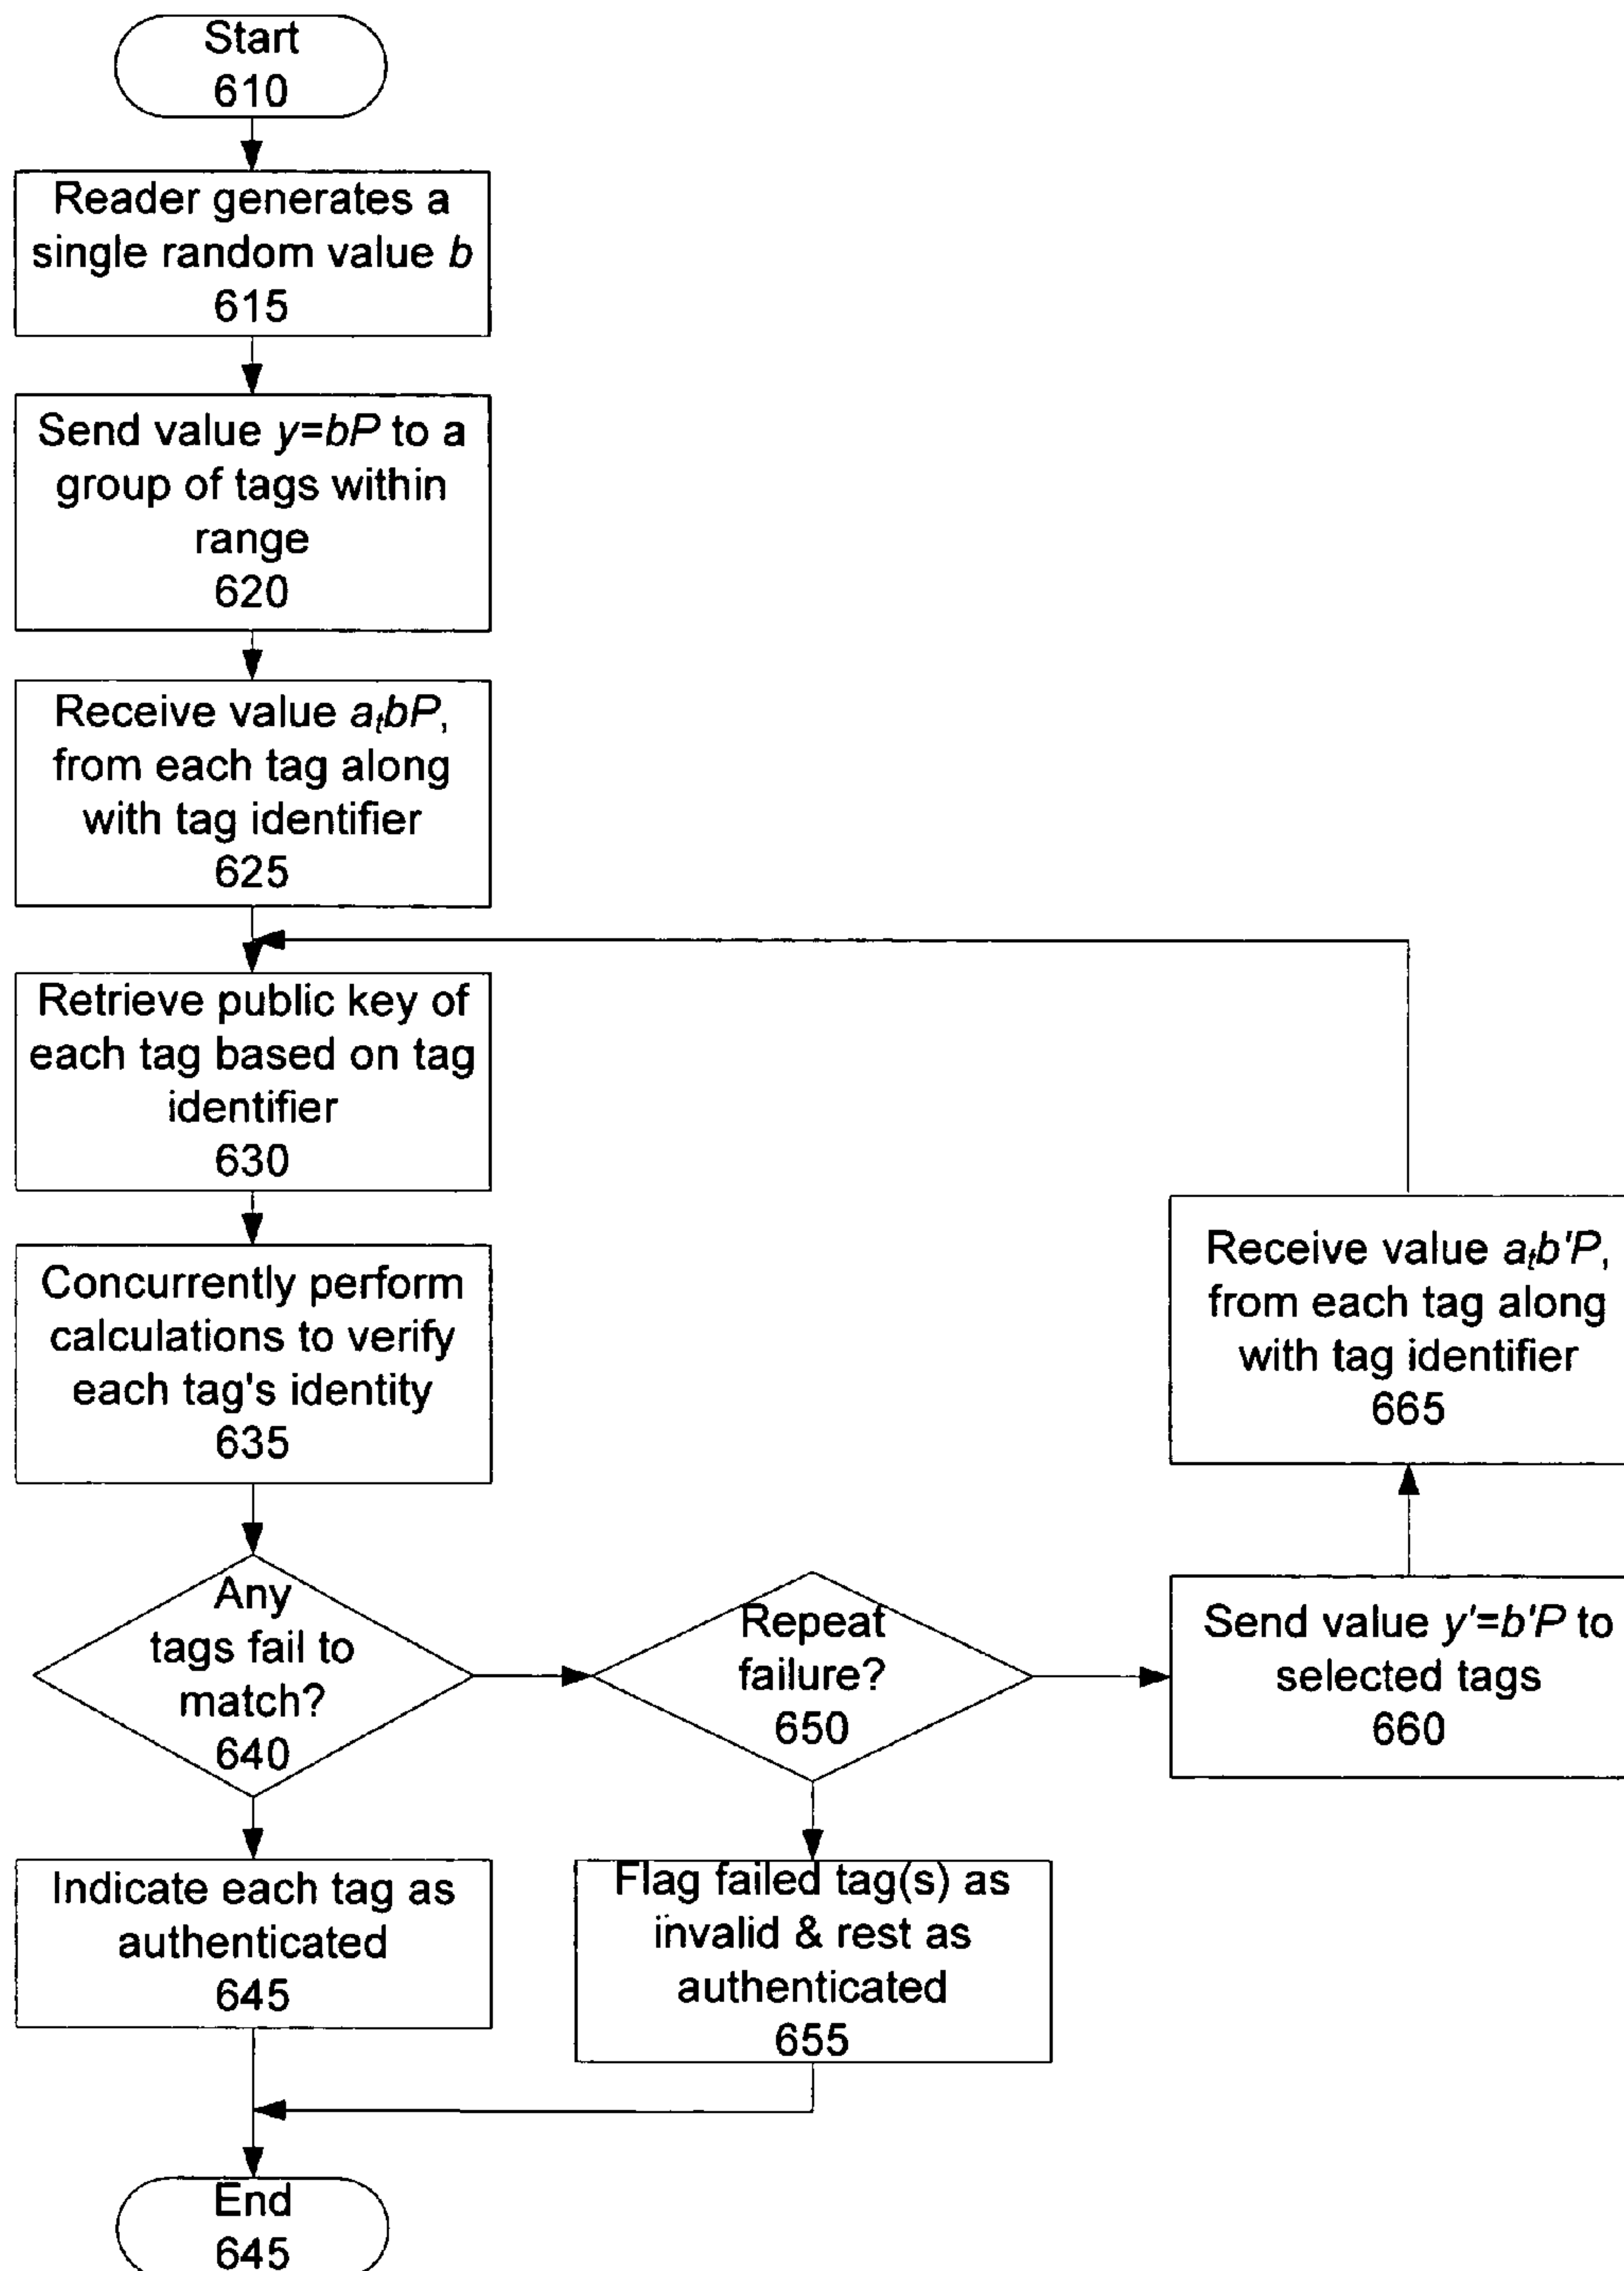 Start
610
Reader generates a
single random value b
615
Send value y=bP to a
group of tags within
range
620
Receive value aₜbP,
from each tag along
with tag identifier
625
Retrieve public key of
each tag based on tag
identifier
630
Concurrently perform
calculations to verify
each tag's identity
635
Any
tags fail to
match?
640
Indicate each tag as
authenticated
645
End
645
Repeat
failure?
650
Flag failed tag(s) as
invalid & rest as
authenticated
655
Send value y'=b'P to
selected tags
660
Receive value aₜb'P,
from each tag along
with tag identifier
665